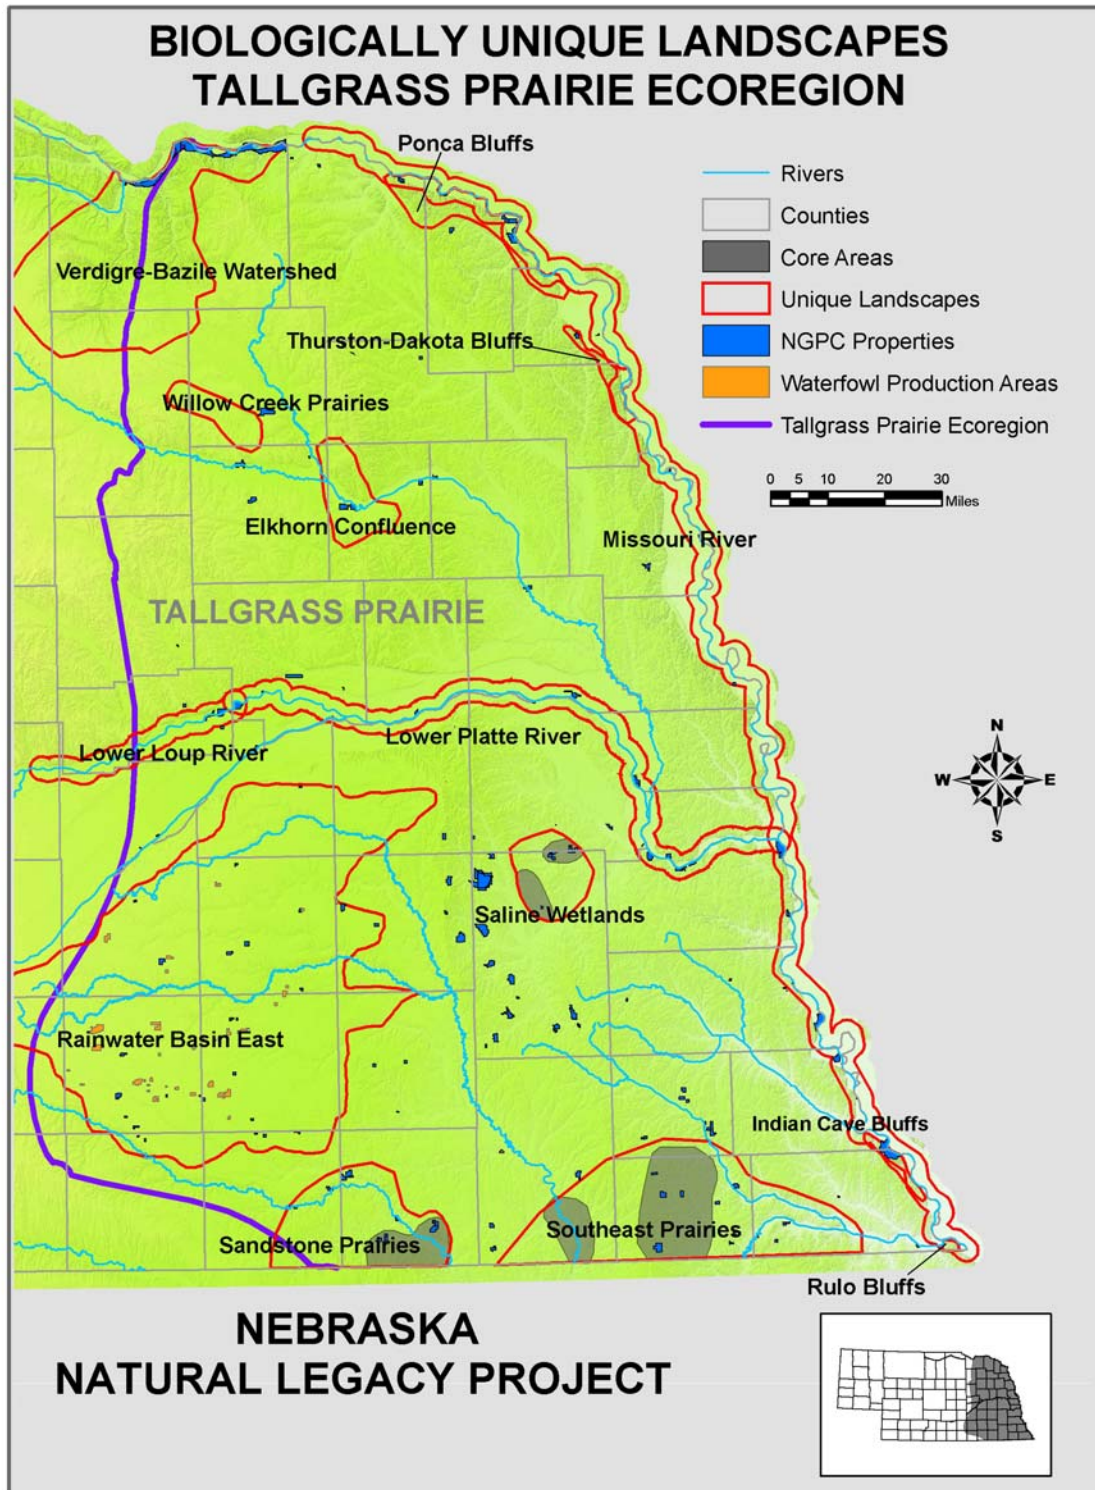 BIOLOGICALLY UNIQUE LANDSCAPES
TALLGRASS PRAIRIE ECOREGION
Ponca Bluffs
Rivers
Counties
Core Areas
Unique Landscapes
NGPC Properties
Waterfowl Production Areas
Tallgrass Prairie Ecoregion
0 5 10 20 30
Miles
Verdigre-Bazile Watershed
Thurston-Dakota Bluffs
Willow Creek Prairies
Elkhorn Confluence
Missouri River
TALLGRASS PRAIRIE
Lower Loup River
Lower Platte River
N
W E
S
Saline Wetlands
Rainwater Basin East
Indian Cave Bluffs
Sandstone Prairies
Southeast Prairies
Rulo Bluffs
NEBRASKA
NATURAL LEGACY PROJECT